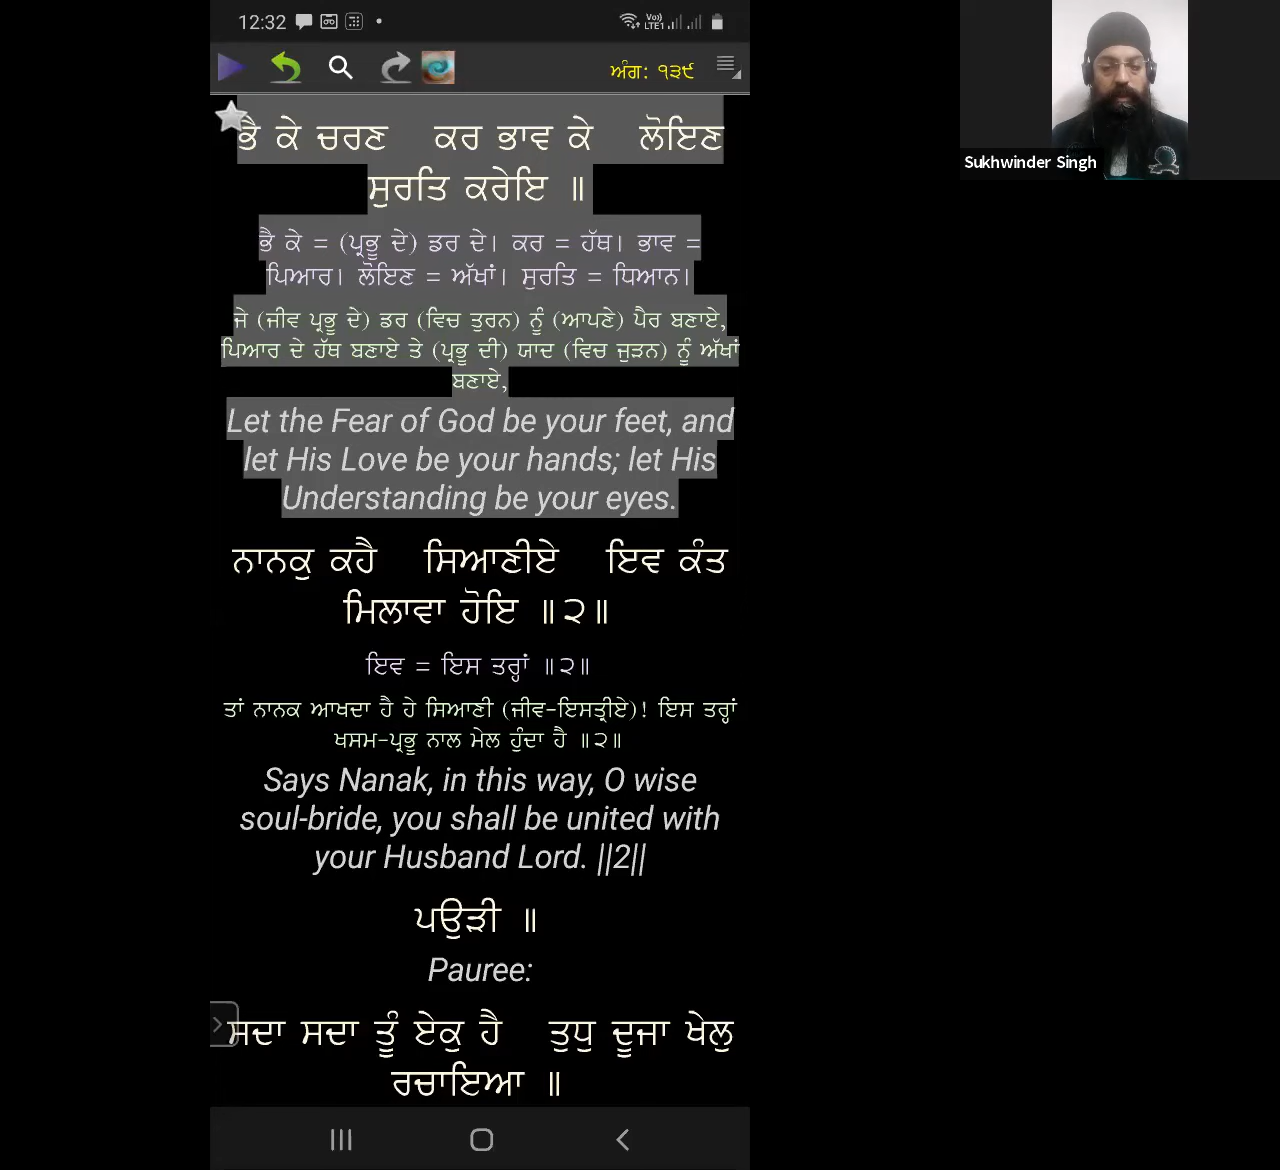 12:32
Vo))
LTE1
ਅੰਗ: ੧੩੯
ਭੈ ਕੇ ਚਰਣ ਕਰ ਭਾਵ ਕੇ ਲੋਇਣ
ਸੁਰਤਿ ਕਰੇਇ ॥
ਭੈ ਕੇ = (ਪ੍ਰਭੂ ਦੇ) ਡਰ ਦੇ। ਕਰ = ਹੱਥ। ਭਾਵ =
ਪਿਆਰ। ਲੋਇਣ = ਅੱਖਾਂ। ਸੁਰਤਿ = ਧਿਆਨ।
ਜੇ (ਜੀਵ ਪ੍ਰਭੂ ਦੇ) ਡਰ (ਵਿਚ ਤੁਰਨ) ਨੂੰ (ਆਪਣੇ) ਪੈਰ ਬਣਾਏ,
ਪਿਆਰ ਦੇ ਹੱਥ ਬਣਾਏ ਤੇ (ਪ੍ਰਭੂ ਦੀ) ਯਾਦ (ਵਿਚ ਜੁੜਨ) ਨੂੰ ਅੱਖਾਂ
ਬਣਾਏ,
Let the Fear of God be your feet, and
let His Love be your hands; let His
Understanding be your eyes.
ਨਾਨਕੁ ਕਹੈ ਸਿਆਣੀਏ ਇਵ ਕੰਤ
ਮਿਲਾਵਾ ਹੋਇ ॥੨॥
ਇਵ = ਇਸ ਤਰ੍ਹਾਂ ॥੨॥
ਤਾਂ ਨਾਨਕ ਆਖਦਾ ਹੈ ਹੇ ਸਿਆਣੀ (ਜੀਵ-ਇਸਤ੍ਰੀਏ)! ਇਸ ਤਰ੍ਹਾਂ
ਖਸਮ-ਪ੍ਰਭੂ ਨਾਲ ਮੇਲ ਹੁੰਦਾ ਹੈ ॥੨॥
Says Nanak, in this way, O wise
soul-bride, you shall be united with
your Husband Lord. ||2||
ਪਉੜੀ ॥
Pauree:
ਸਦਾ ਸਦਾ ਤੂੰ ਏਕੁ ਹੈ ਤੁਧੁ ਦੂਜਾ ਖੇਲੁ
ਰਚਾਇਆ ॥
Sukhwinder Singh